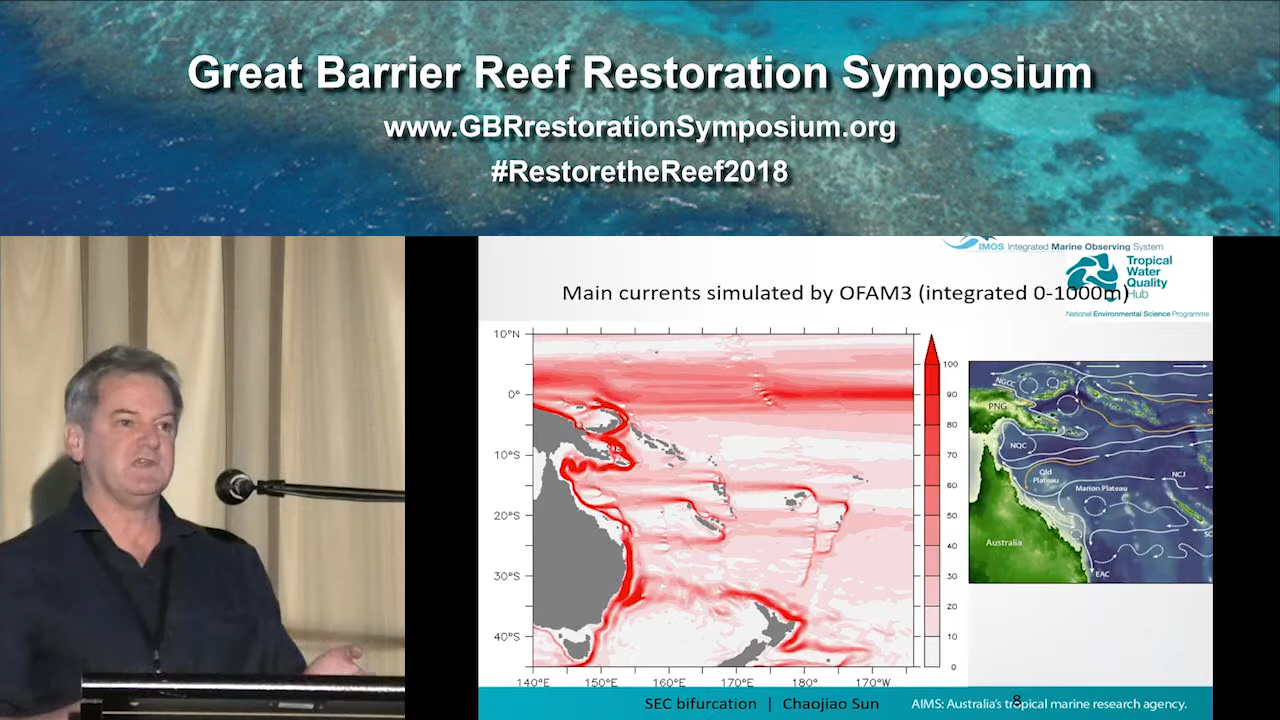 Great Barrier Reef Restoration Symposium
www.GBRrestorationSymposium.org
#RestoretheReef2018
IMOS Integrated Marine Observing System
Tropical
Water
Quality
Hub
National Environmental Science Programme
Main currents simulated by OFAM3 (integrated 0-1000m)
10°N
0°
10°S
20°S
30°S
40°S
140°E
150°E
160°E
170°E
180°
170°W
100
90
80
70
60
50
40
30
20
10
0
NGCC
PNG
NQC
Qld
Plateau
Marion Plateau
NCJ
Australia
EAC
SEC bifurcation | Chaojiao Sun
8
AIMS: Australia's tropical marine research agency.